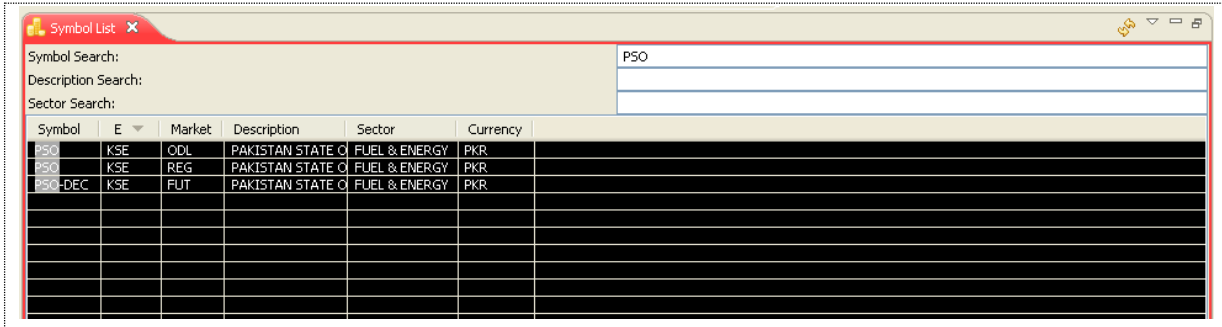 Symbol List
Symbol Search: PSO
Description Search:
Sector Search:
Symbol E Market Description Sector Currency
PSO KSE ODL PAKISTAN STATE O FUEL & ENERGY PKR
PSO KSE REG PAKISTAN STATE O FUEL & ENERGY PKR
PSO-DEC KSE FUT PAKISTAN STATE O FUEL & ENERGY PKR